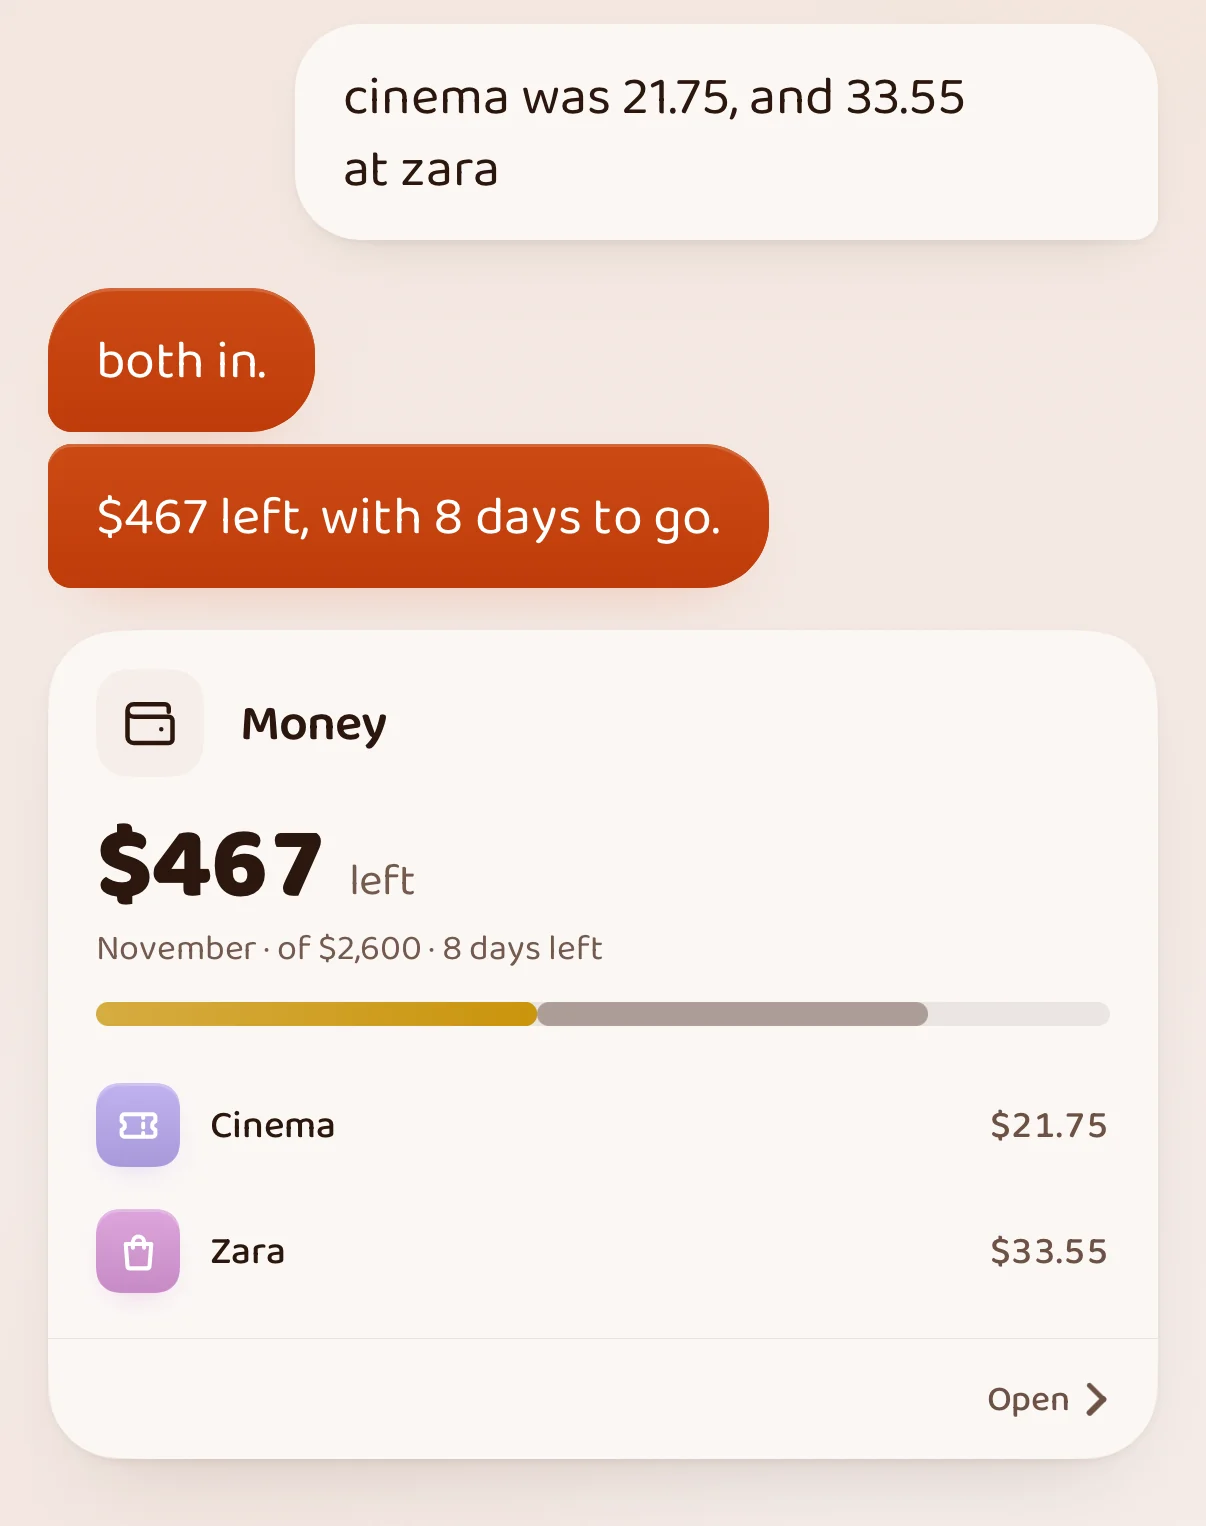 cinema was 21.75, and 33.55
at zara
both in.
$467 left, with 8 days to go.
Money
$467 left
November · of $2,600 · 8 days left
Cinema $21.75
Zara $33.55
Open